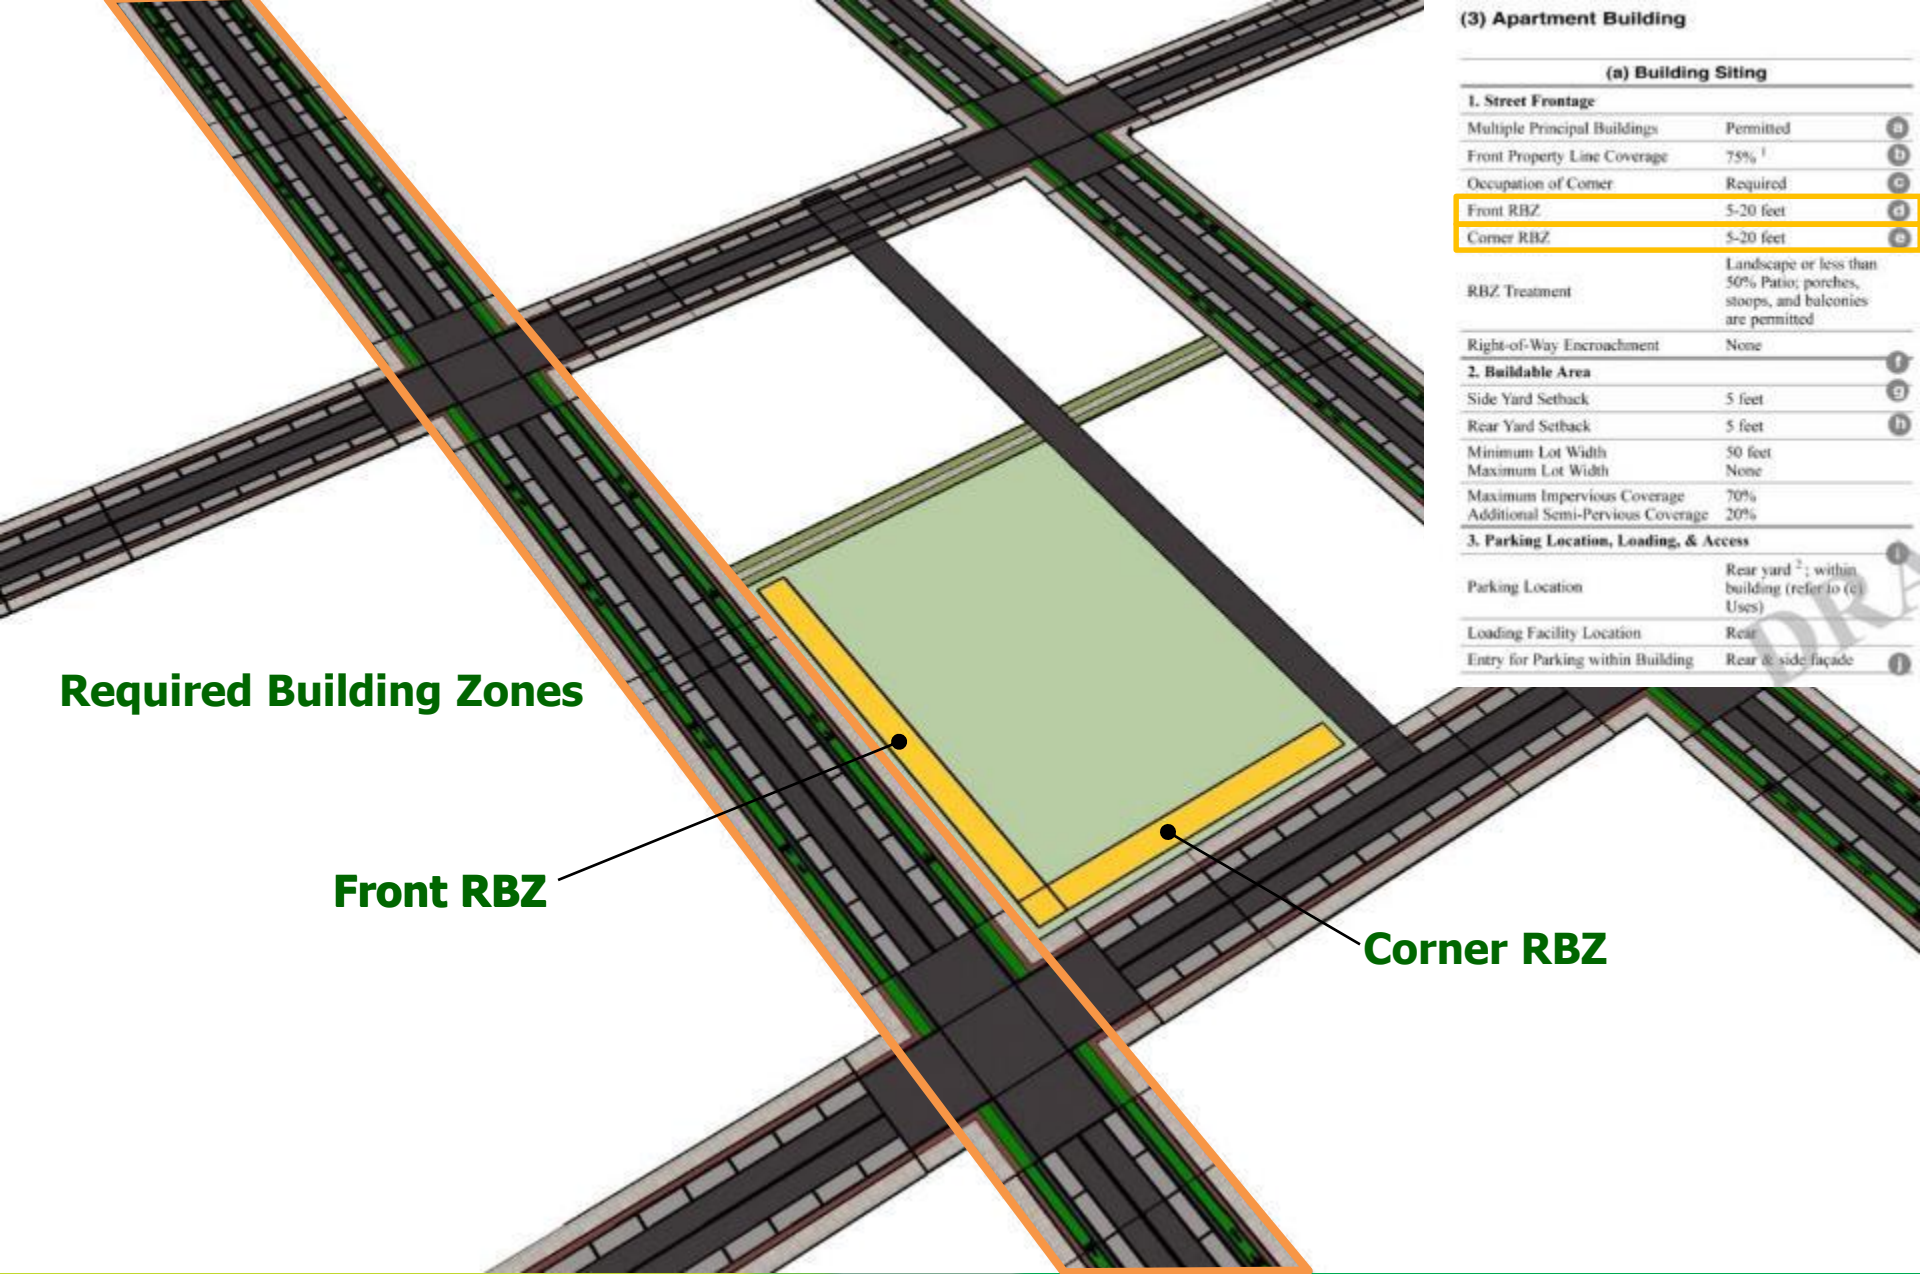 (3) Apartment Building
(a) Building Siting
1. Street Frontage
Multiple Principal Buildings Permitted a
Front Property Line Coverage 75% 1 b
Occupation of Corner Required c
Front RBZ 5-20 feet d
Corner RBZ 5-20 feet e
RBZ Treatment Landscape or less than
50% Patio; porches,
stoops, and balconies
are permitted
Right-of-Way Encroachment None
f
2. Buildable Area
Side Yard Setback 5 feet g
Rear Yard Setback 5 feet h
Minimum Lot Width 50 feet
Maximum Lot Width None
Maximum Impervious Coverage 70%
Additional Semi-Pervious Coverage 20%
3. Parking Location, Loading, & Access
i
Parking Location Rear yard 2; within
building (refer to (c)
Uses)
Loading Facility Location Rear
Entry for Parking within Building Rear & side façade j
DRA
Required Building Zones
Front RBZ
Corner RBZ